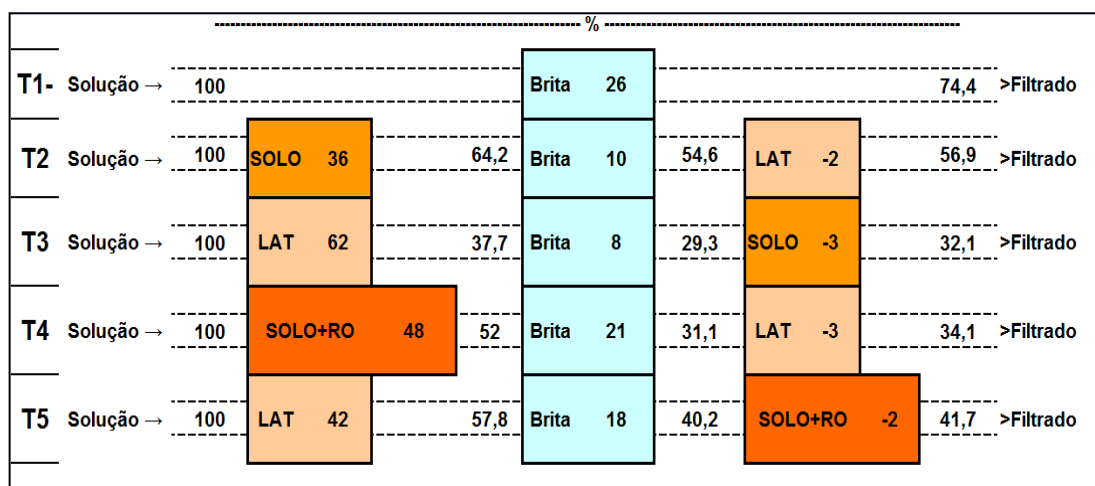 ---------- % ----------
T1- Solução → 100 Brita 26 74,4 >Filtrado
T2 Solução → 100 SOLO 36 64,2 Brita 10 54,6 LAT -2 56,9 >Filtrado
T3 Solução → 100 LAT 62 37,7 Brita 8 29,3 SOLO -3 32,1 >Filtrado
T4 Solução → 100 SOLO+RO 48 52 Brita 21 31,1 LAT -3 34,1 >Filtrado
T5 Solução → 100 LAT 42 57,8 Brita 18 40,2 SOLO+RO -2 41,7 >Filtrado